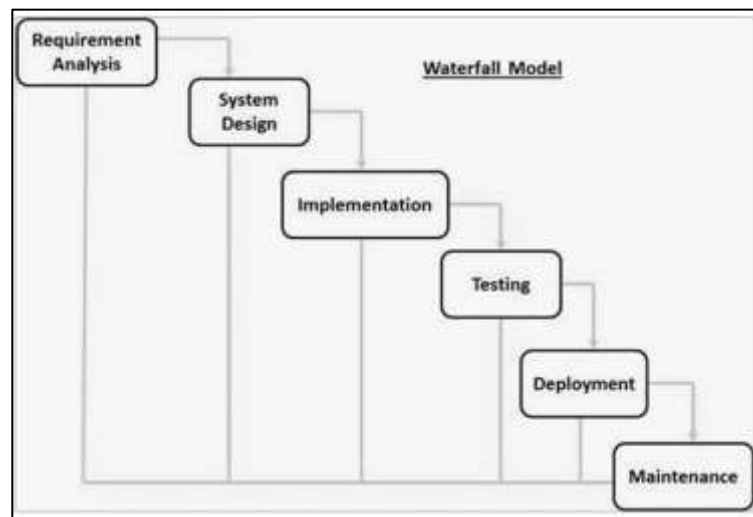 Requirement
Analysis
Waterfall Model
System
Design
Implementation
Testing
Deployment
Maintenance